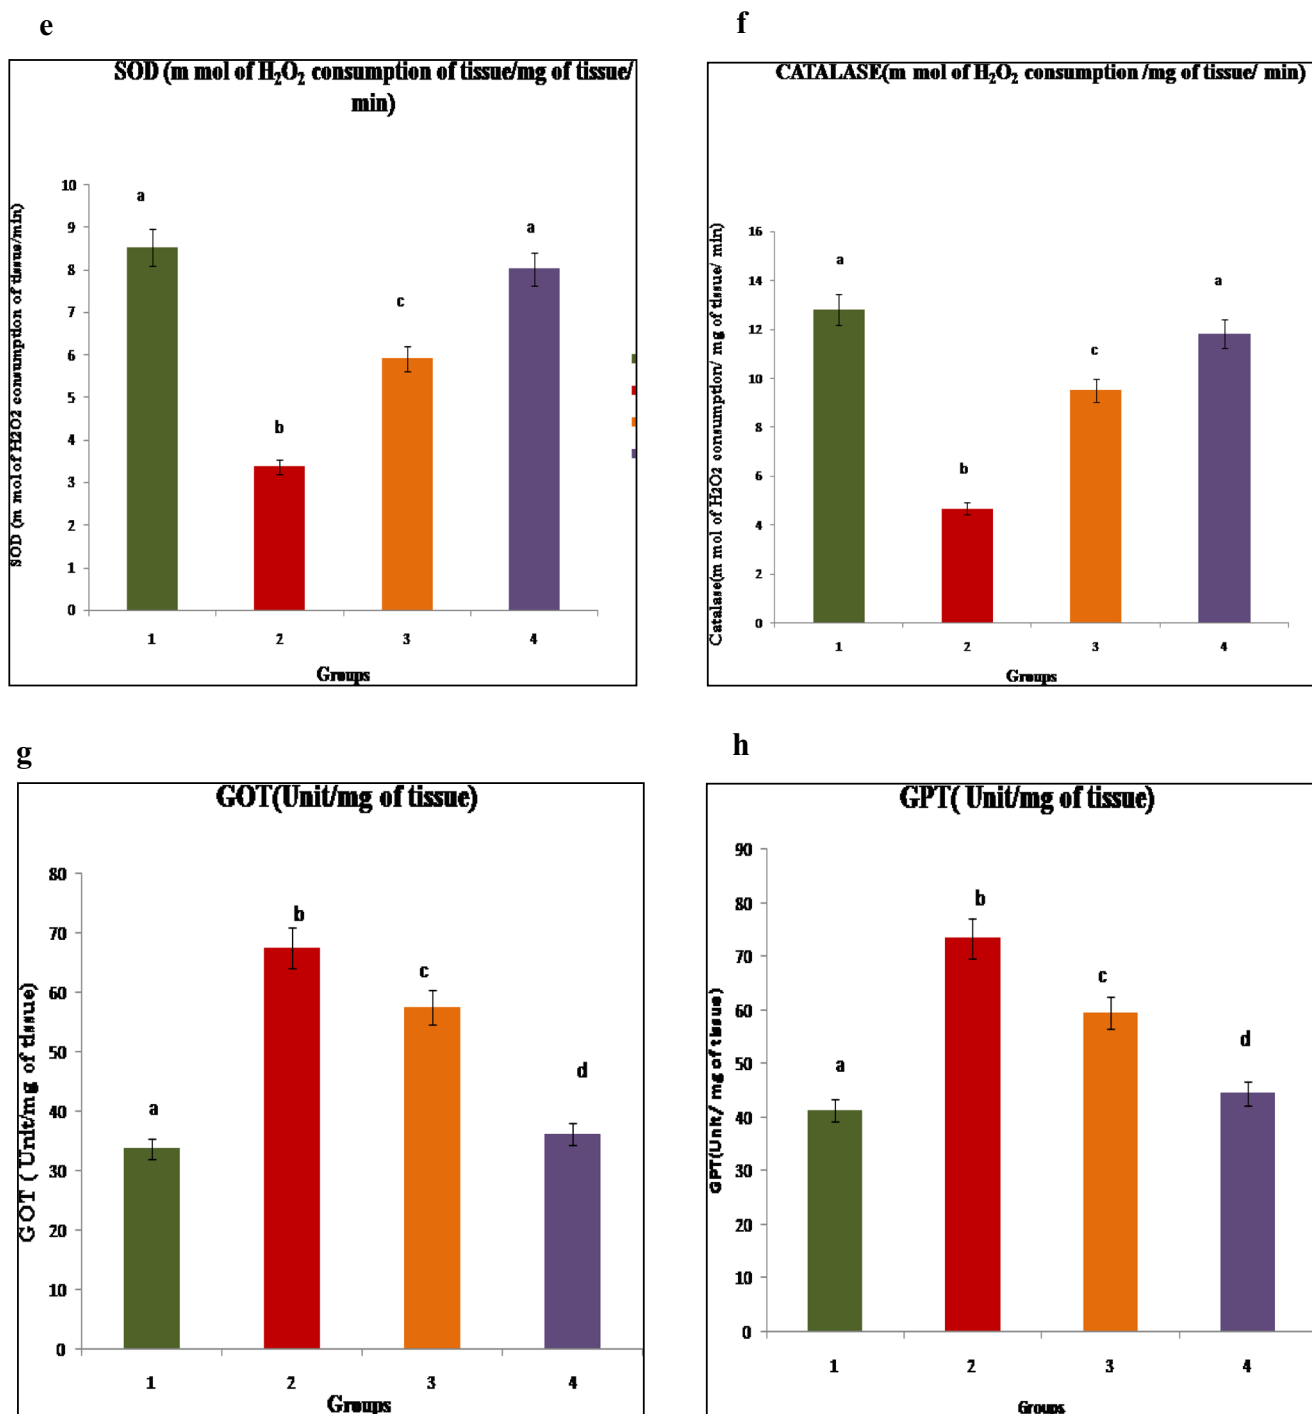 e
SOD (m mol of H₂O₂ consumption of tissue/mg of tissue/
min)
SOD (m mol of H2O2 consumption of tissue/min)
10
9
8
7
6
5
4
3
2
1
0
a
b
c
a
1 2 3 4
Groups
f
CATALASE(m mol of H₂O₂ consumption /mg of tissue/ min)
Catalase(m mol of H2O2 consumption/ mg of tissue/ min)
16
14
12
10
8
6
4
2
0
a
b
c
a
1 2 3 4
Groups
g
GOT(Unit/mg of tissue)
GOT ( Unit/mg of tissue)
80
70
60
50
40
30
20
10
0
a
b
c
d
1 2 3 4
Groups
h
GPT( Unit/mg of tissue)
GPT(Unit/ mg of tissue)
90
80
70
60
50
40
30
20
10
0
a
b
c
d
1 2 3 4
Groups